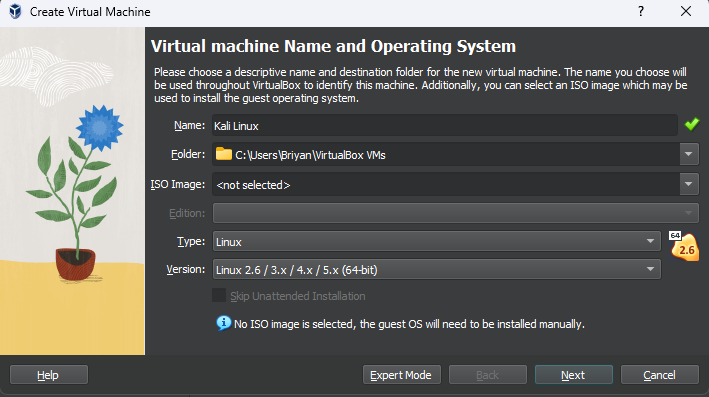 Create Virtual Machine
?
Virtual machine Name and Operating System
Please choose a descriptive name and destination folder for the new virtual machine. The name you choose will
be used throughout VirtualBox to identify this machine. Additionally, you can select an ISO image which may be
used to install the guest operating system.
Name: Kali Linux
Folder: C:\Users\Briyan\VirtualBox VMs
ISO Image: <not selected>
Edition:
Type: Linux
64
2.6
Version: Linux 2.6 / 3.x / 4.x / 5.x (64-bit)
Skip Unattended Installation
No ISO image is selected, the guest OS will need to be installed manually.
Help Expert Mode Back Next Cancel